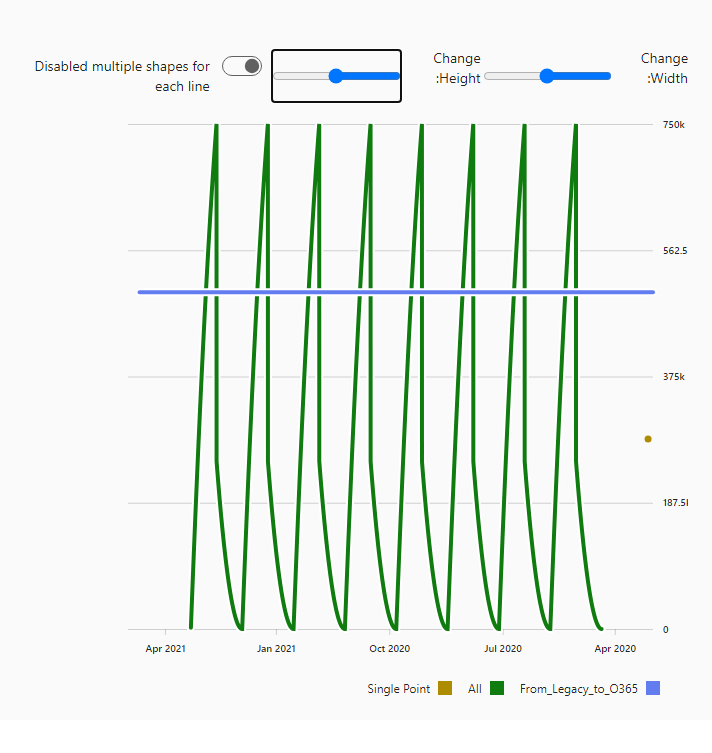 Disabled multiple shapes for
each line
Change
:Height
Change
:Width
750k
562.5
375k
187.5
0
Apr 2021
Jan 2021
Oct 2020
Jul 2020
Apr 2020
Single Point
All
From_Legacy_to_O365